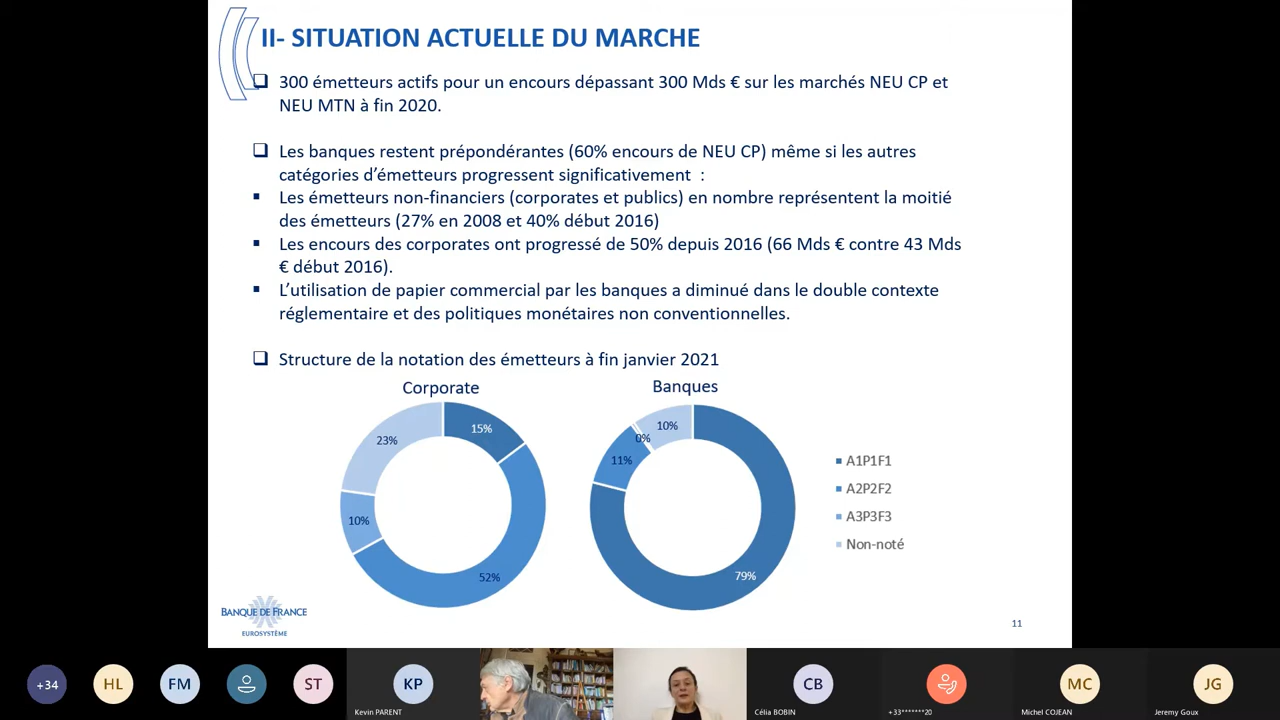 II- SITUATION ACTUELLE DU MARCHE
300 émetteurs actifs pour un encours dépassant 300 Mds € sur les marchés NEU CP et
NEU MTN à fin 2020.
Les banques restent prépondérantes (60% encours de NEU CP) même si les autres
catégories d’émetteurs progressent significativement :
Les émetteurs non-financiers (corporates et publics) en nombre représentent la moitié
des émetteurs (27% en 2008 et 40% début 2016)
Les encours des corporates ont progressé de 50% depuis 2016 (66 Mds € contre 43 Mds
€ début 2016).
L’utilisation de papier commercial par les banques a diminué dans le double contexte
réglementaire et des politiques monétaires non conventionnelles.
Structure de la notation des émetteurs à fin janvier 2021
Corporate
15%
52%
10%
23%
Banques
79%
11%
0%
10%
A1P1F1
A2P2F2
A3P3F3
Non-noté
BANQUE DE FRANCE
EUROSYSTÈME
11
+34
HL
FM
ST
KP
Kevin PARENT
CB
Célia BOBIN
+33*******20
MC
Michel COJEAN
JG
Jeremy Goux